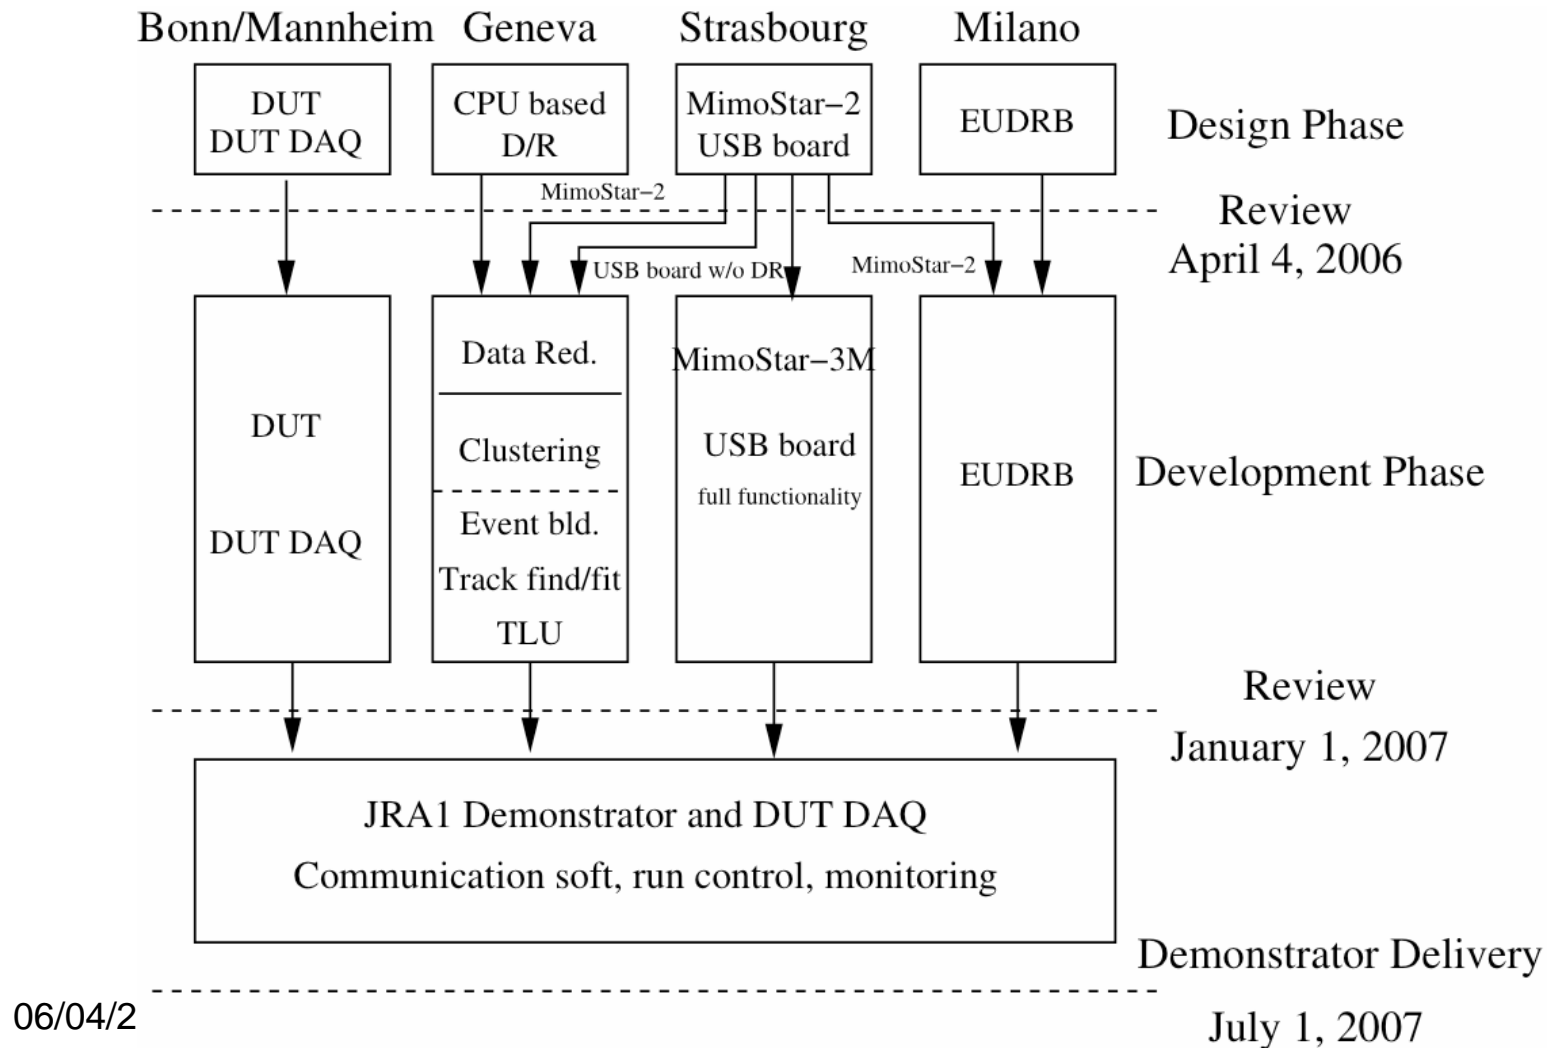 Bonn/Mannheim Geneva Strasbourg Milano
DUT
DUT DAQ
CPU based
D/R
MimoStar−2
USB board
EUDRB
Design Phase
MimoStar−2
Review
April 4, 2006
USB board w/o DR
MimoStar−2
DUT
DUT DAQ
Data Red.
Clustering
Event bld.
Track find/fit
TLU
MimoStar−3M
USB board
full functionality
EUDRB
Development Phase
Review
January 1, 2007
JRA1 Demonstrator and DUT DAQ
Communication soft, run control, monitoring
Demonstrator Delivery
July 1, 2007
06/04/2